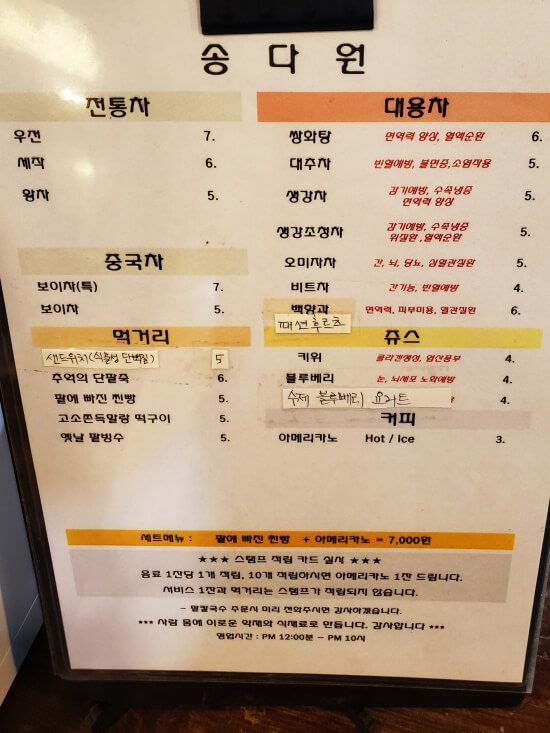 송 다 원
전통차
우전 7.
세작 6.
왕차 5.
중국차
보이차(특) 7.
보이차 5.
먹거리
샌드위치(식물성 단백질) 5
추억의 단팥죽 6.
팥에 빠진 찐빵 5.
고소쫀득말랑 떡구이 5.
옛날 팥빙수 5.
대용차
쌍화탕 면역력 향상, 혈액순환 6.
대추차 빈혈예방, 불면증,소염작용 5.
생강차 감기예방, 수족냉증
면역력 향상 5.
생강조청차 감기예방, 수족냉증
위질환 ,혈액순환 5.
오미자차 간, 뇌, 당뇨, 심혈관질환 5.
비트차 간기능, 빈혈예방 4.
백향과 면역력, 피부미용, 혈관질환 6.
패션후르츠
쥬스
키위 콜라겐생성, 엽산풍부 4.
블루베리 눈, 뇌세포 노화예방 4.
수제 블루베리 요거트 4.
커피
아메리카노 Hot / Ice 3.
세트메뉴 : 팥에 빠진 찐빵 + 아메리카노 = 7,000원
★★★ 스탬프 적립 카드 실시 ★★★
음료 1잔당 1개 적립, 10개 적립하시면 아메리카노 1잔 드립니다.
서비스 1잔과 먹거리는 스탬프가 적립되지 않습니다.
- 팥칼국수 주문시 미리 전화주시면 감사하겠습니다.
*** 사람 몸에 이로운 약재와 식재료로 만듭니다. 감사합니다 ***
영업시간 : PM 12:00분 - PM 10시